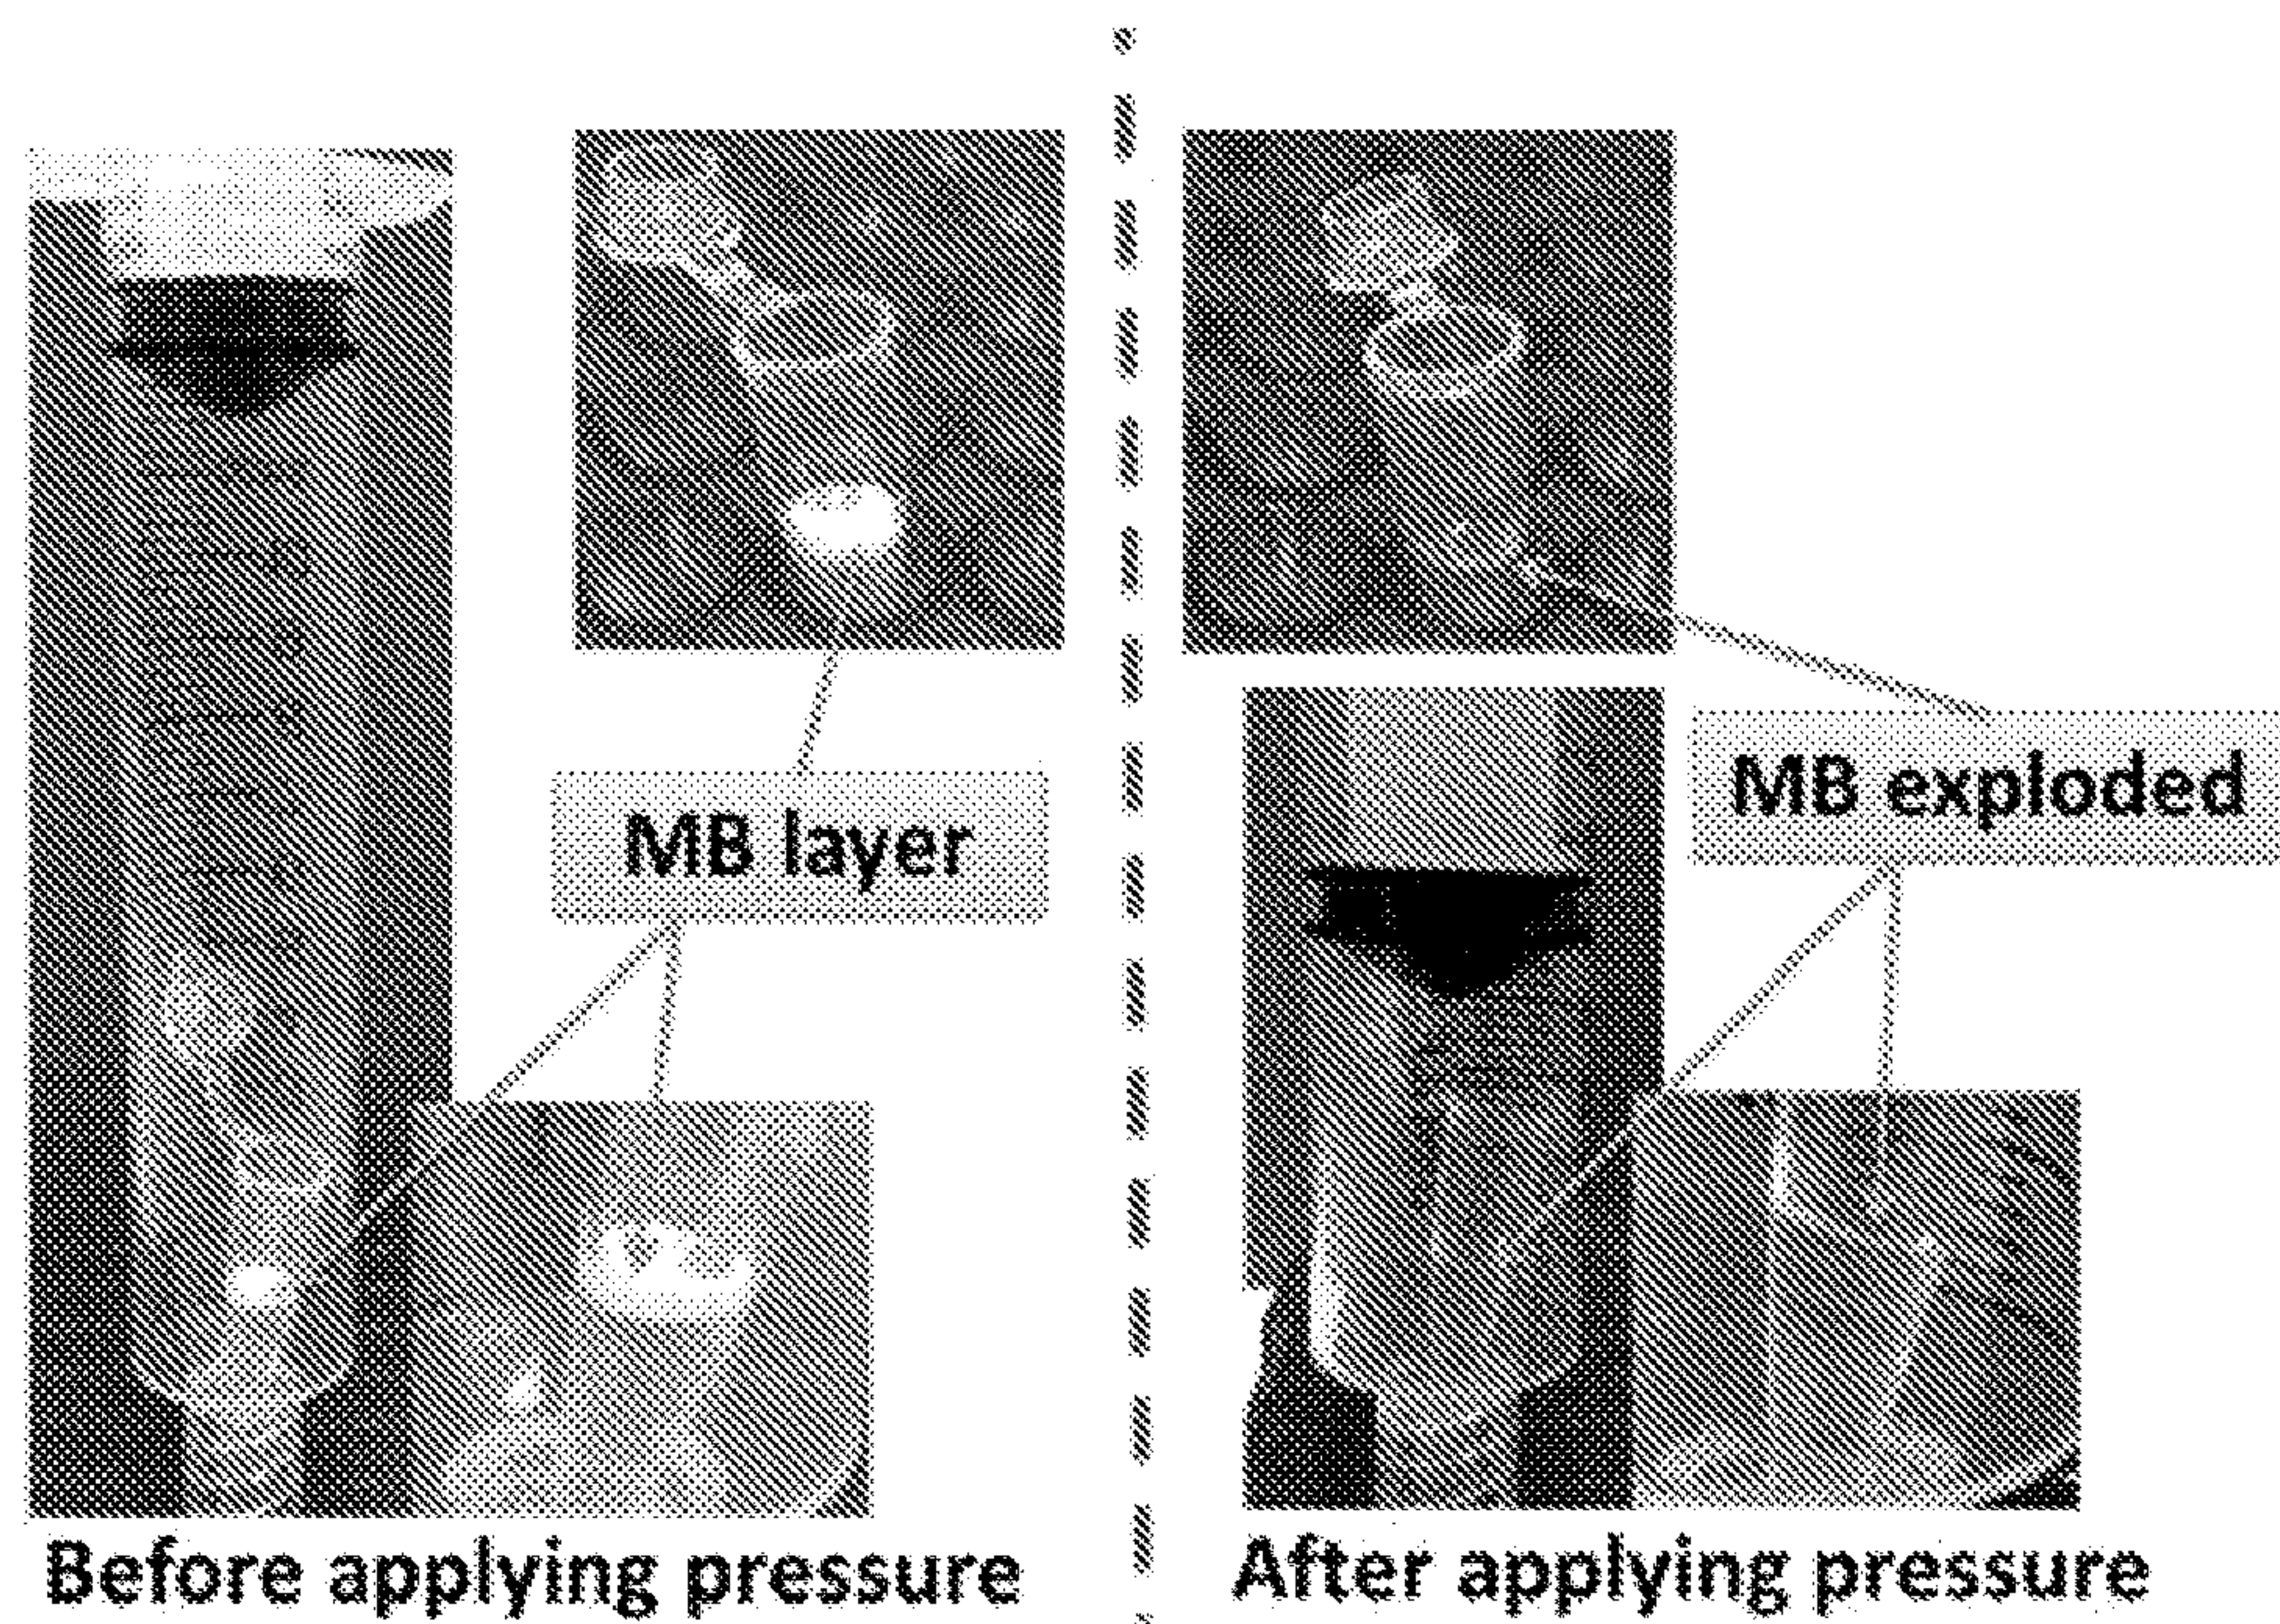 MB layer
MB exploded
Before applying pressure
After applying pressure